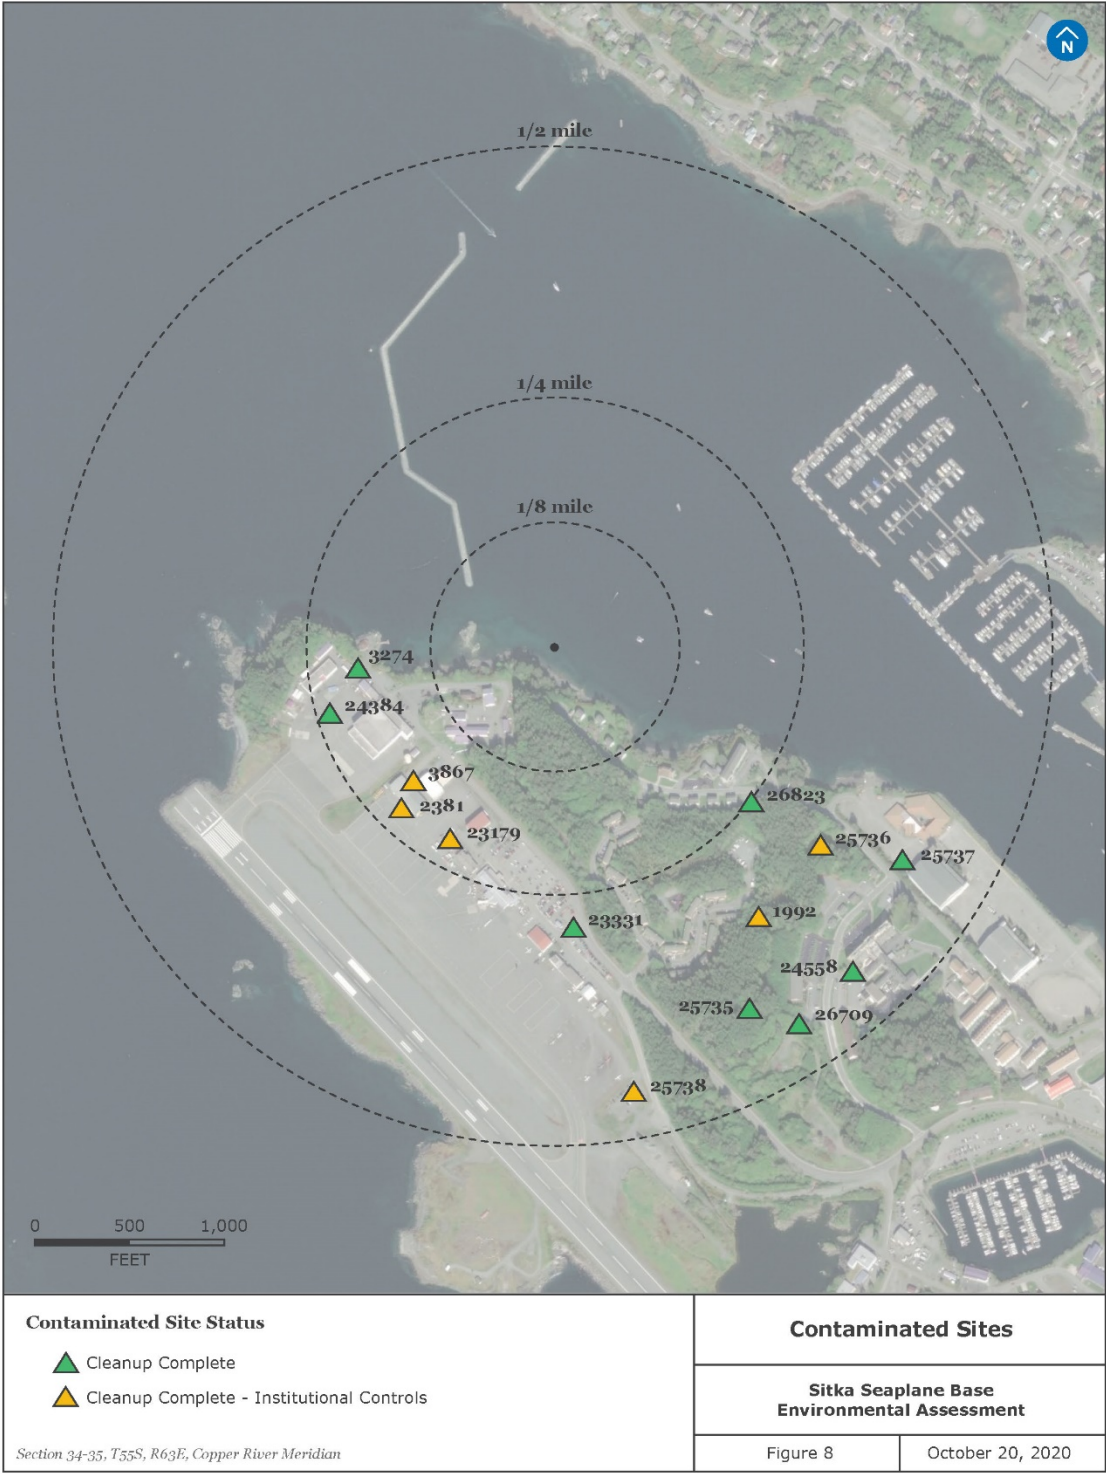 N
1/2 mile
1/4 mile
1/8 mile
3274
24384
3867
2381
23179
26823
25736
25737
1992
23331
24558
25735
26709
25738
0 500 1,000
FEET
Contaminated Site Status
Cleanup Complete
Cleanup Complete - Institutional Controls
Section 34-35, T55S, R63E, Copper River Meridian
Contaminated Sites
Sitka Seaplane Base
Environmental Assessment
Figure 8
October 20, 2020